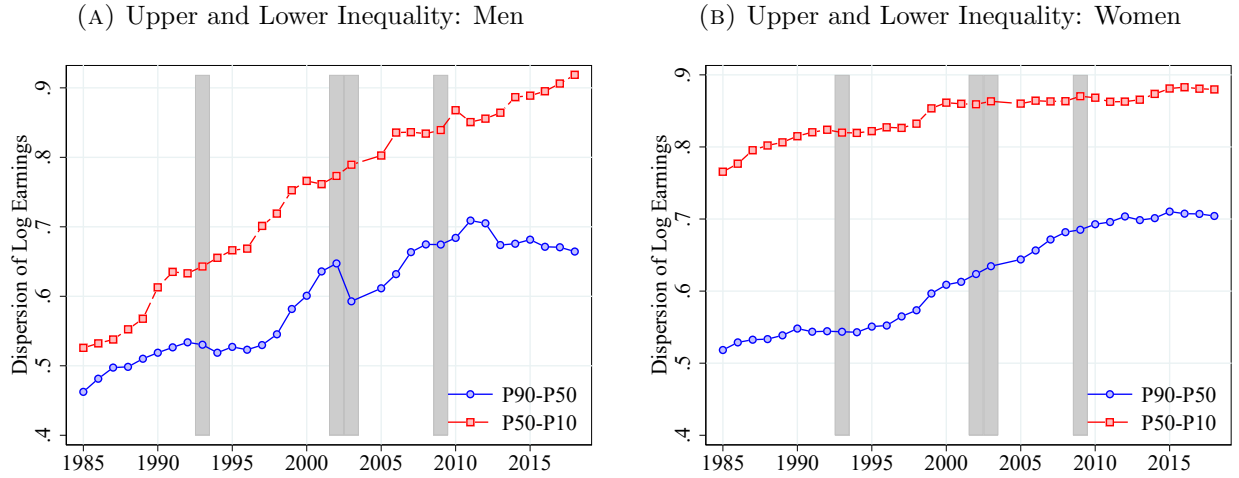 (A) Upper and Lower Inequality: Men
Dispersion of Log Earnings
.9
.8
.7
.6
.5
.4
P90-P50
P50-P10
1985 1990 1995 2000 2005 2010 2015
(B) Upper and Lower Inequality: Women
Dispersion of Log Earnings
.9
.8
.7
.6
.5
.4
P90-P50
P50-P10
1985 1990 1995 2000 2005 2010 2015